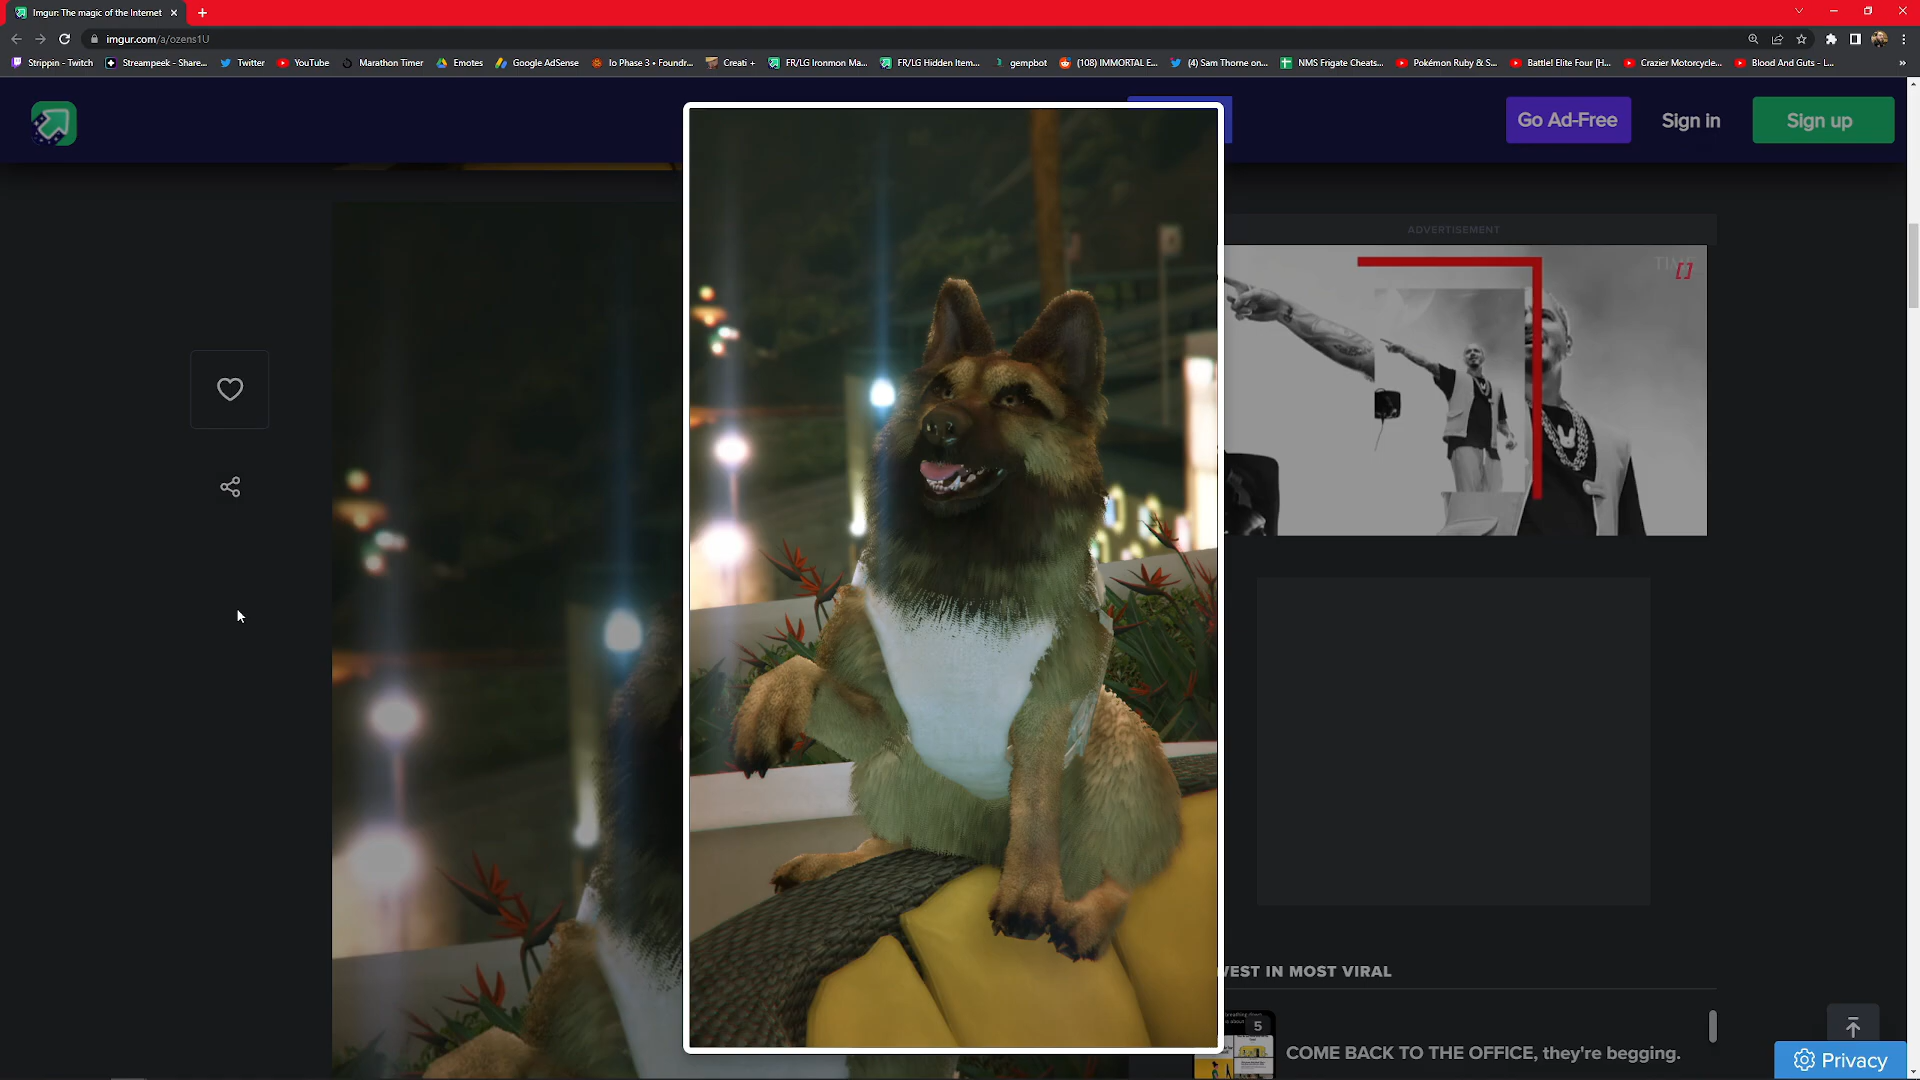 Imgur: The magic of the Internet
imgur.com/a/ozens1U
Strippin - Twitch
Streampeek - Share...
Twitter
YouTube
Marathon Timer
Emotes
Google AdSense
Io Phase 3 • Foundr...
Creati +
FR/LG Ironmon Ma...
FR/LG Hidden Item...
gempbot
(108) IMMORTAL E...
(4) Sam Thorne on...
NMS Frigate Cheats...
Pokémon Ruby & S...
Battle! Elite Four [H...
Crazier Motorcycle...
Blood And Guts - L...
Go Ad-Free
Sign in
Sign up
ADVERTISEMENT
[]
VEST IN MOST VIRAL
5
COME BACK TO THE OFFICE, they're begging.
Privacy